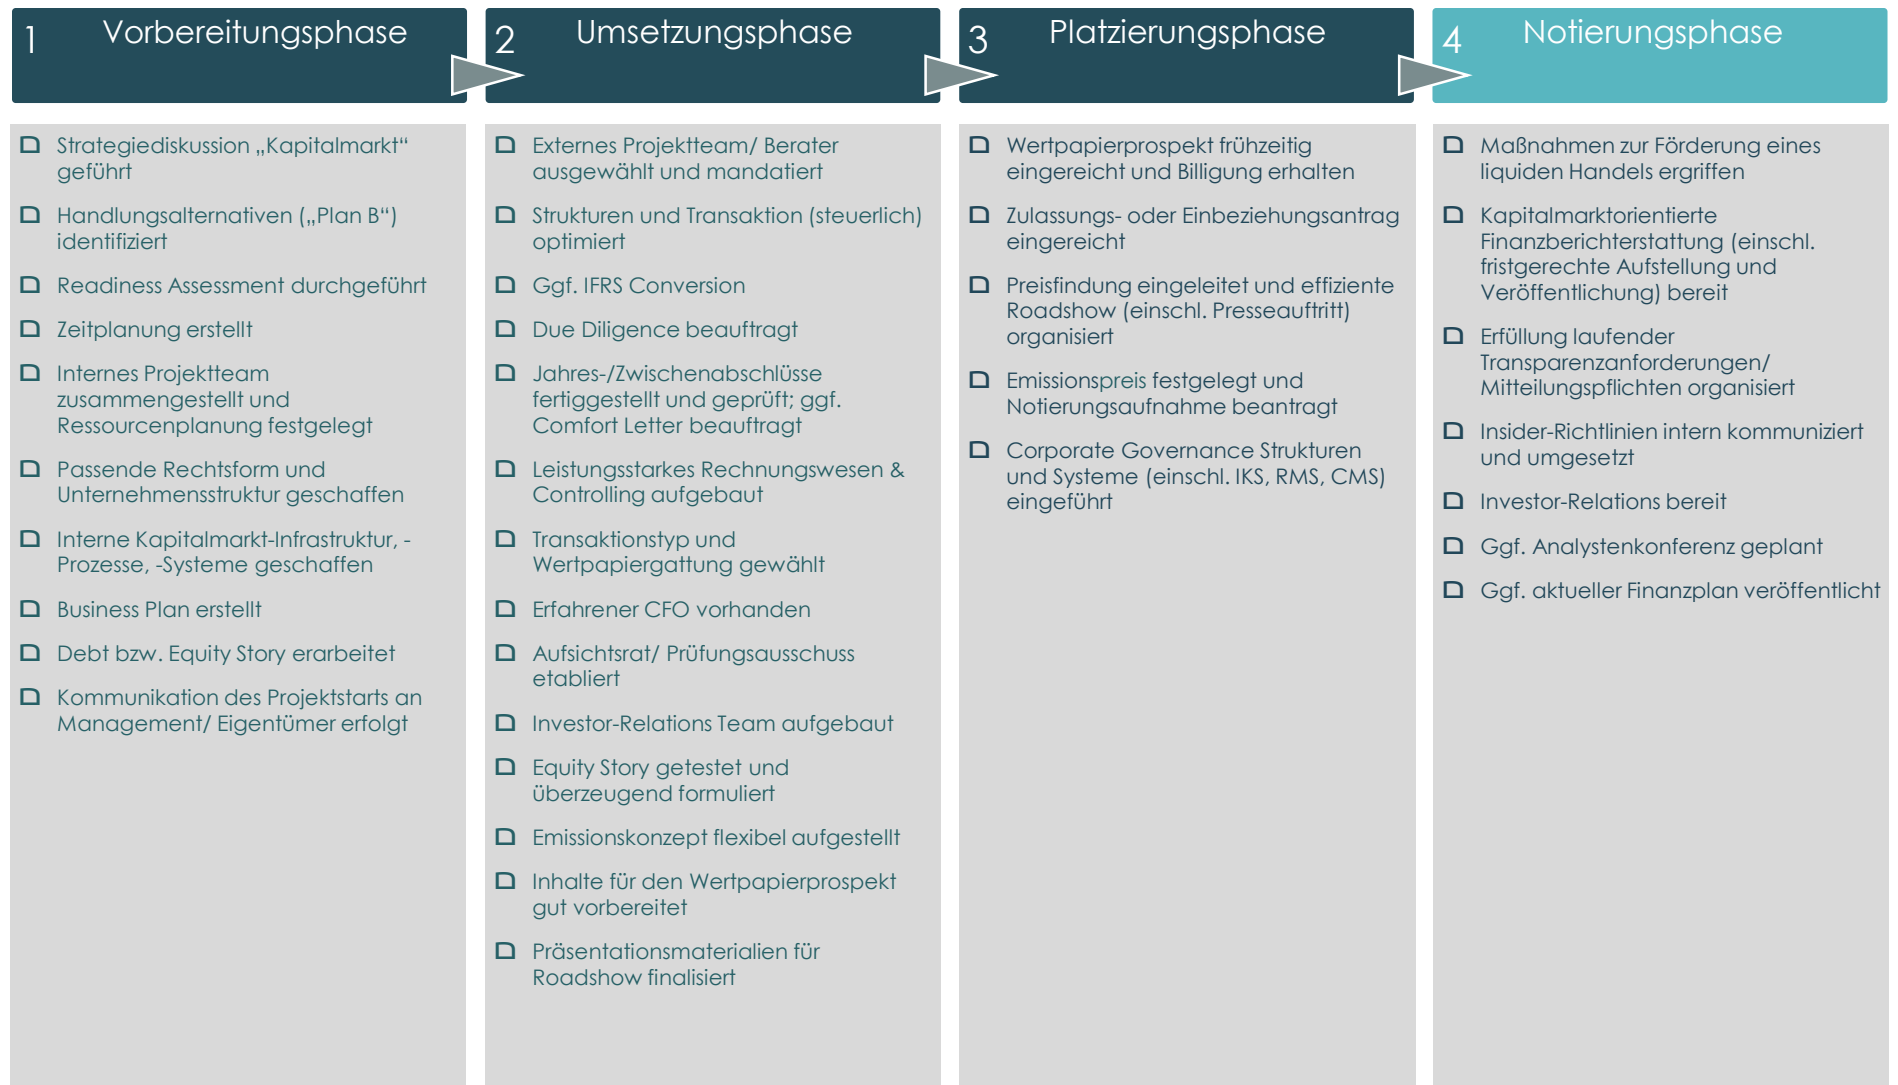 1 Vorbereitungsphase
Strategiediskussion „Kapitalmarkt“
geführt
Handlungsalternativen („Plan B“)
identifiziert
Readiness Assessment durchgeführt
Zeitplanung erstellt
Internes Projektteam
zusammengestellt und
Ressourcenplanung festgelegt
Passende Rechtsform und
Unternehmensstruktur geschaffen
Interne Kapitalmarkt-Infrastruktur, -
Prozesse, -Systeme geschaffen
Business Plan erstellt
Debt bzw. Equity Story erarbeitet
Kommunikation des Projektstarts an
Management/ Eigentümer erfolgt
2 Umsetzungsphase
Externes Projektteam/ Berater
ausgewählt und mandatiert
Strukturen und Transaktion (steuerlich)
optimiert
Ggf. IFRS Conversion
Due Diligence beauftragt
Jahres-/Zwischenabschlüsse
fertiggestellt und geprüft; ggf.
Comfort Letter beauftragt
Leistungsstarkes Rechnungswesen &
Controlling aufgebaut
Transaktionstyp und
Wertpapiergattung gewählt
Erfahrener CFO vorhanden
Aufsichtsrat/ Prüfungsausschuss
etabliert
Investor-Relations Team aufgebaut
Equity Story getestet und
überzeugend formuliert
Emissionskonzept flexibel aufgestellt
Inhalte für den Wertpapierprospekt
gut vorbereitet
Präsentationsmaterialien für
Roadshow finalisiert
3 Platzierungsphase
Wertpapierprospekt frühzeitig
eingereicht und Billigung erhalten
Zulassungs- oder Einbeziehungsantrag
eingereicht
Preisfindung eingeleitet und effiziente
Roadshow (einschl. Presseauftritt)
organisiert
Emissionspreis festgelegt und
Notierungsaufnahme beantragt
Corporate Governance Strukturen
und Systeme (einschl. IKS, RMS, CMS)
eingeführt
4 Notierungsphase
Maßnahmen zur Förderung eines
liquiden Handels ergriffen
Kapitalmarktorientierte
Finanzberichterstattung (einschl.
fristgerechte Aufstellung und
Veröffentlichung) bereit
Erfüllung laufender
Transparenzanforderungen/
Mitteilungspflichten organisiert
Insider-Richtlinien intern kommuniziert
und umgesetzt
Investor-Relations bereit
Ggf. Analystenkonferenz geplant
Ggf. aktueller Finanzplan veröffentlicht